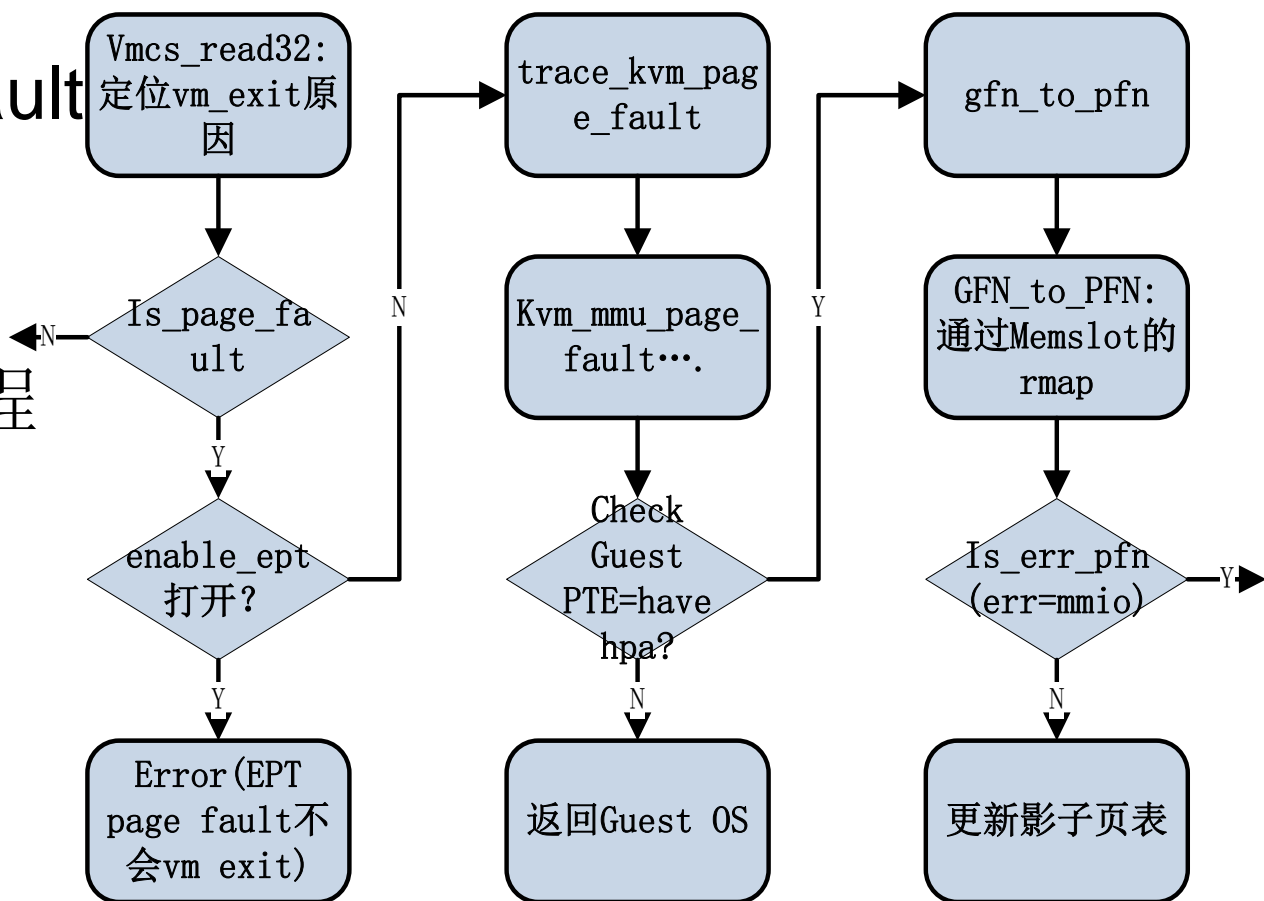 ault
程
Vmcs_read32:
定位vm_exit原
因
Is_page_fa
ult
N
Y
enable_ept
打开?
N
Y
Error(EPT
page fault不
会vm exit)
trace_kvm_pag
e_fault
Kvm_mmu_page_
fault….
Check
Guest
PTE=have
hpa?
Y
N
返回Guest OS
gfn_to_pfn
GFN_to_PFN:
通过Memslot的
rmap
Is_err_pfn
(err=mmio)
Y
N
更新影子页表